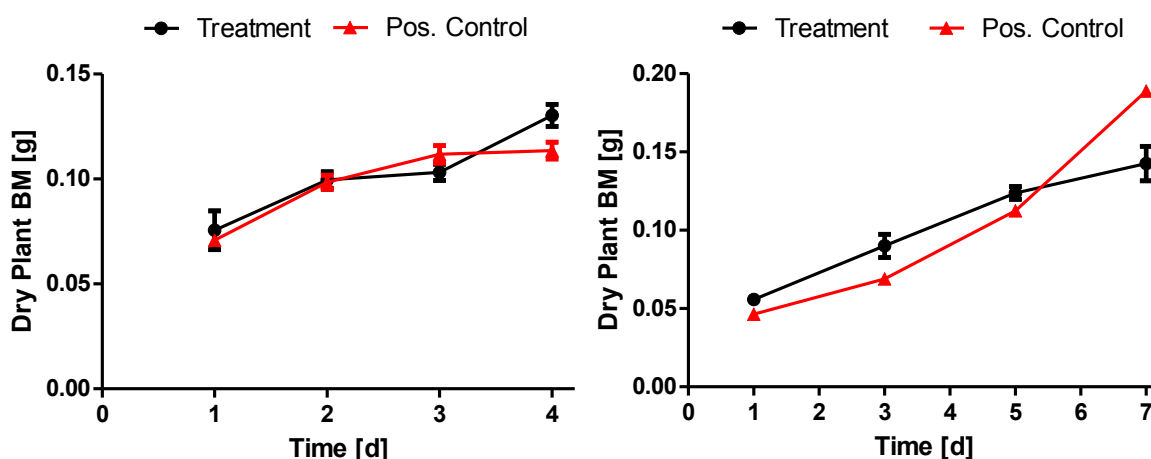 Treatment Pos. Control
0.15
0.10
0.05
0.00
Dry Plant BM [g]
0 1 2 3 4
Time [d]
Treatment Pos. Control
0.20
0.15
0.10
0.05
0.00
Dry Plant BM [g]
0 1 2 3 4 5 6 7
Time [d]